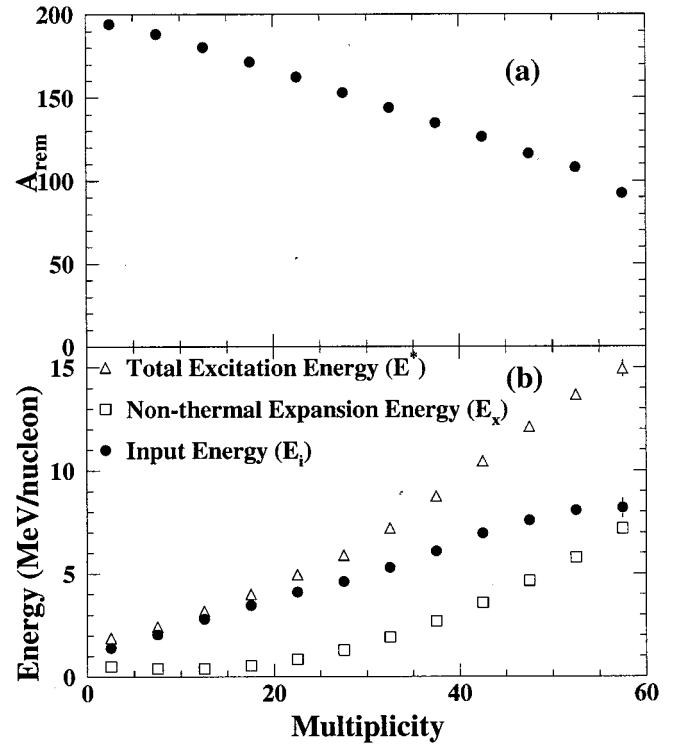 200
(a)
150
A_rem
100
50
0
15
△ Total Excitation Energy (E*)
(b)
□ Non-thermal Expansion Energy (E_x)
● Input Energy (E_i)
10
Energy (MeV/nucleon)
5
0
0 20 40 60
Multiplicity